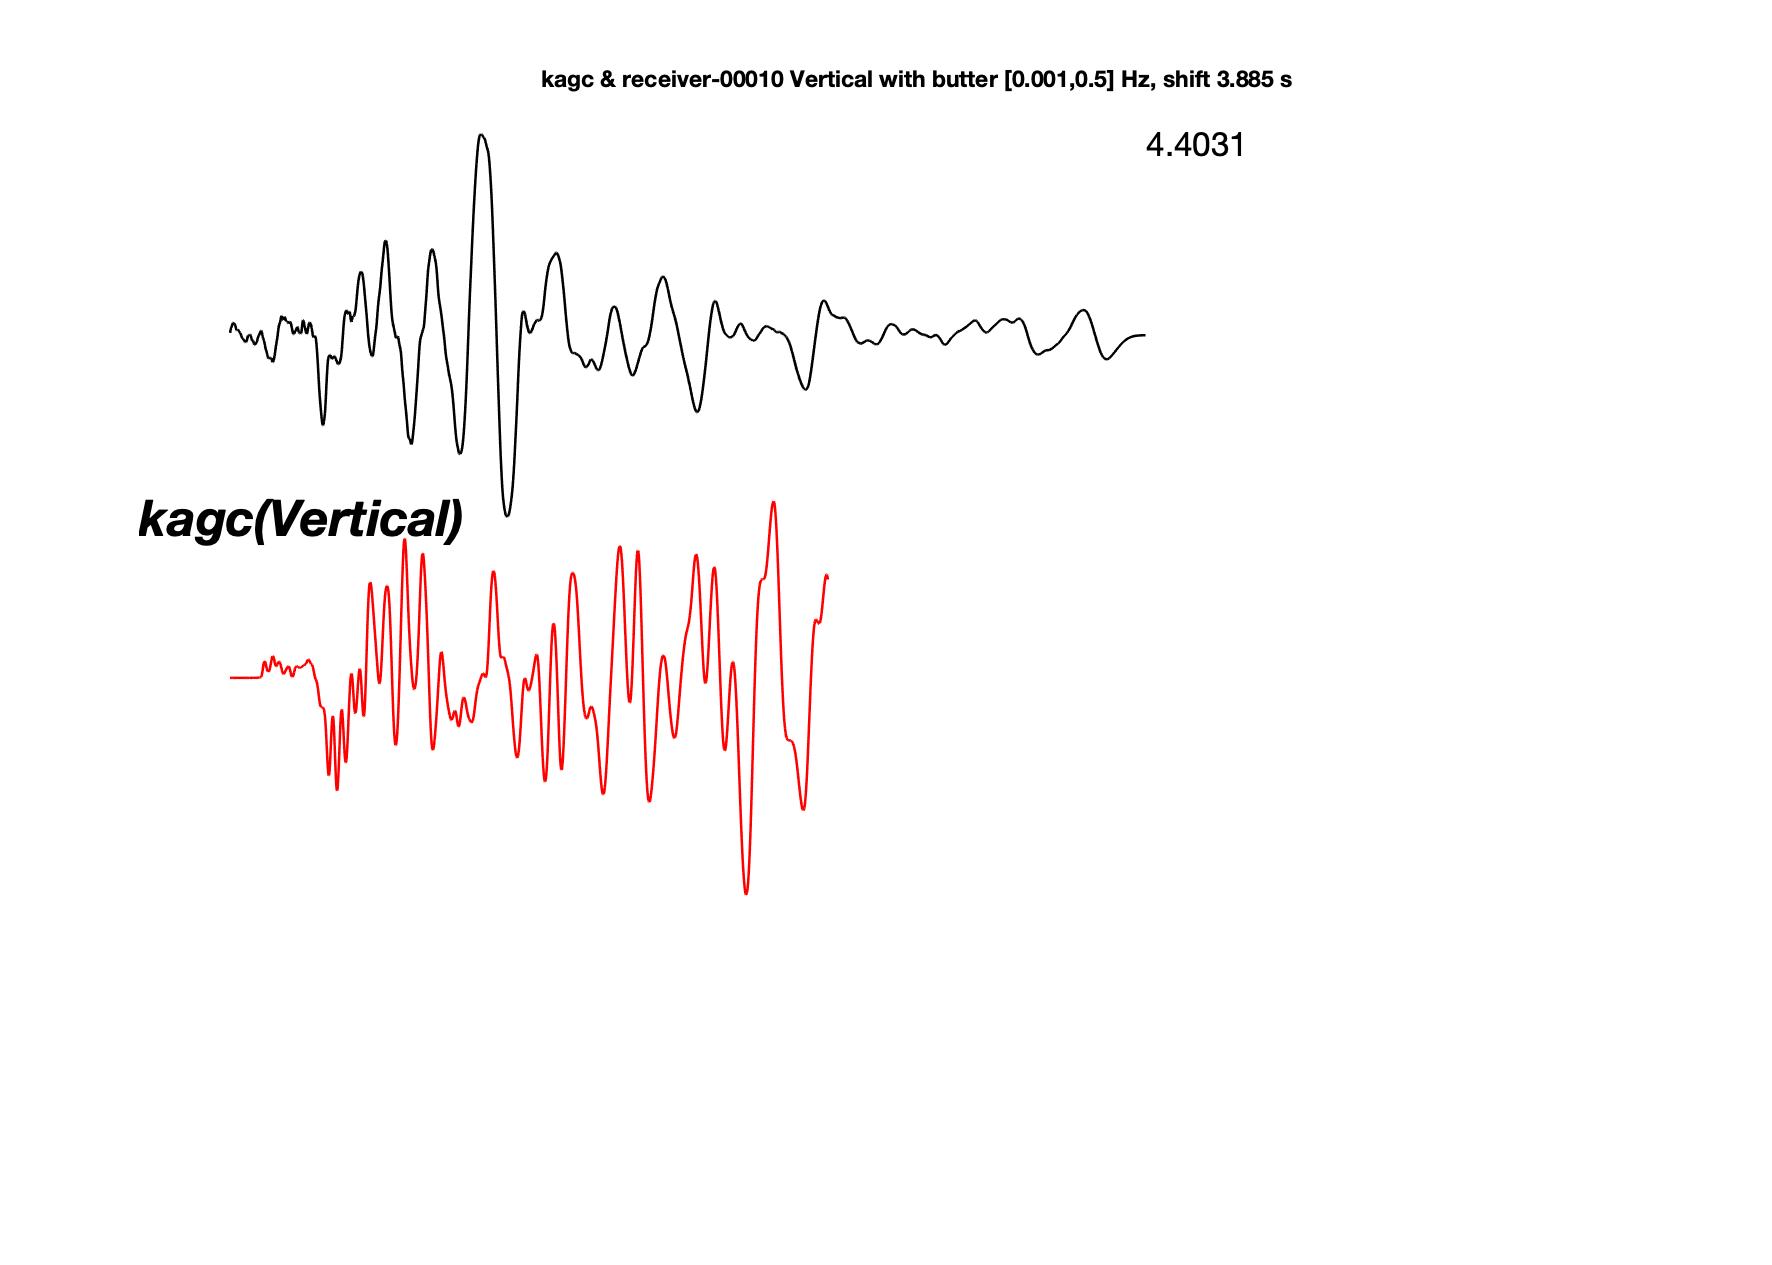 kagc & receiver-00010 Vertical with butter [0.001,0.5] Hz, shift 3.885 s
4.4031
kagc(Vertical)